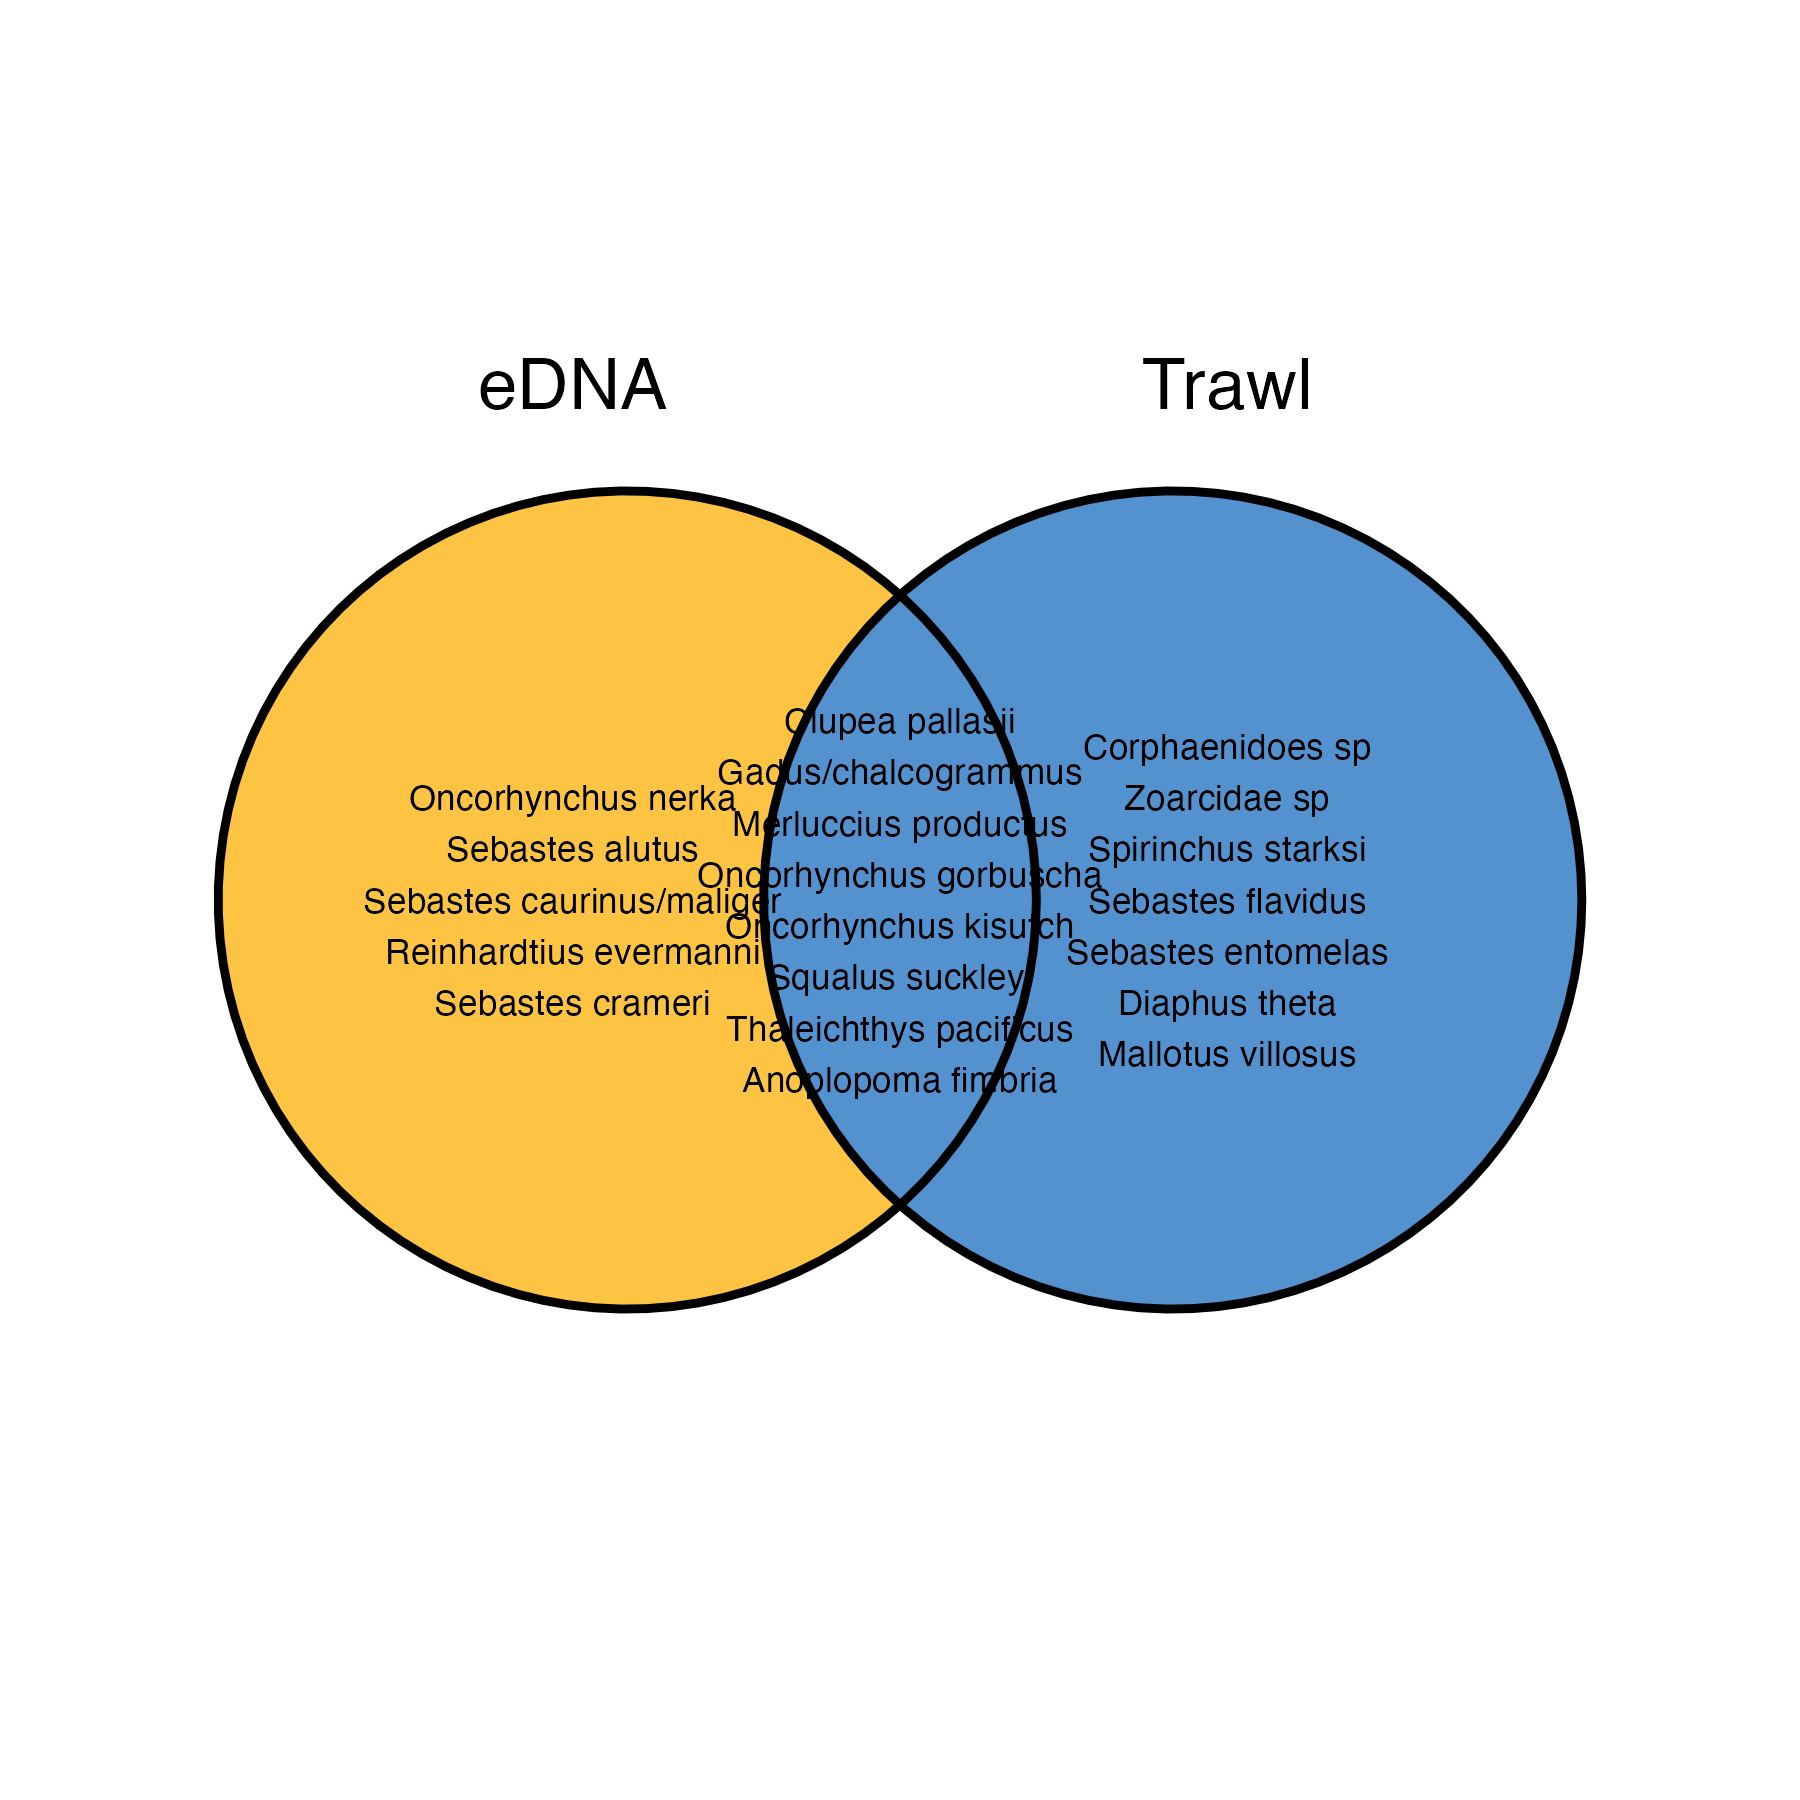 eDNA
Trawl
Oncorhynchus nerka
Sebastes alutus
Sebastes caurinus/maliger
Reinhardtius evermanni
Sebastes crameri
Clupea pallasii
Gadus/chalcogrammus
Merluccius productus
Oncorhynchus gorbuscha
Oncorhynchus kisutch
Squalus suckley
Thaleichthys pacificus
Anoplopoma fimbria
Corphaenidoes sp
Zoarcidae sp
Spirinchus starksi
Sebastes flavidus
Sebastes entomelas
Diaphus theta
Mallotus villosus